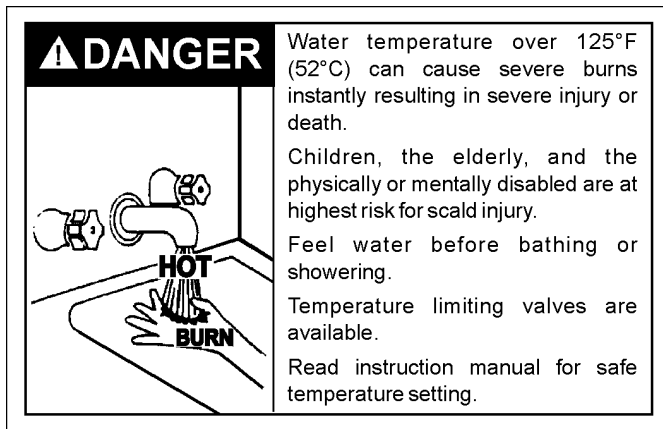 DANGER
Water temperature over 125°F
(52°C) can cause severe burns
instantly resulting in severe injury or
death.
Children, the elderly, and the
physically or mentally disabled are at
highest risk for scald injury.
Feel water before bathing or
showering.
Temperature limiting valves are
available.
Read instruction manual for safe
temperature setting.
HOT
BURN